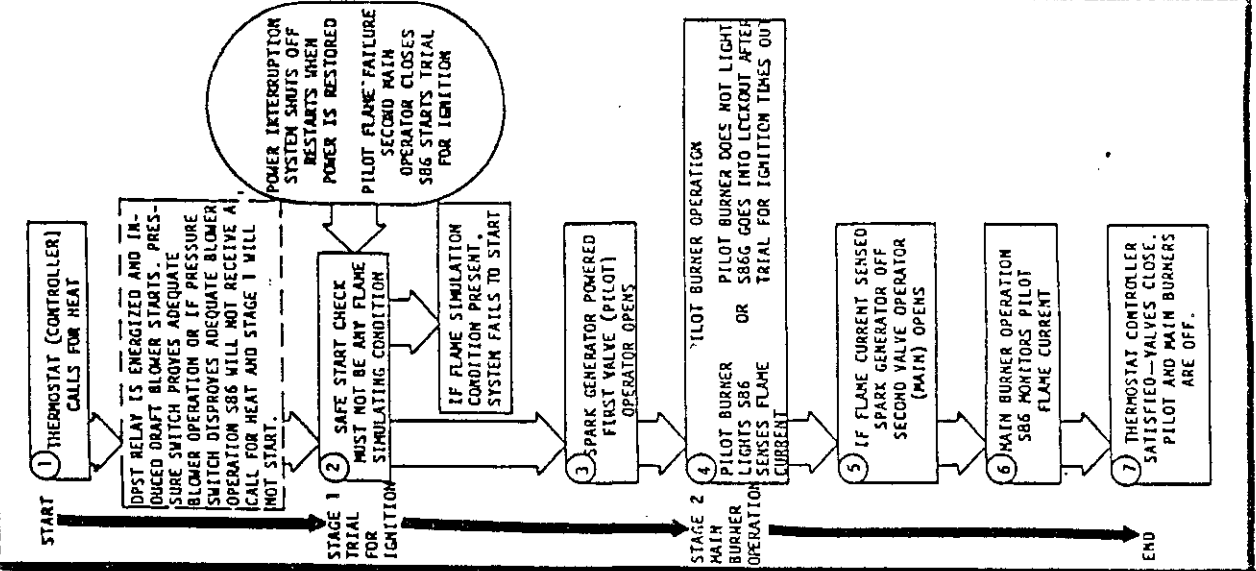 START
1 THERMOSTAT (CONTROLLER)
CALLS FOR HEAT
DPST RELAY IS ENERGIZED AND IN-
DUCED DRAFT BLOWER STARTS. PRES-
SURE SWITCH PROVES ADEQUATE
BLOWER OPERATION OR IF PRESSURE
SWITCH DISPROVES ADEQUATE BLOWER
OPERATION S86 WILL NOT RECEIVE A
CALL FOR HEAT AND STAGE 1 WILL
NOT START.
POWER INTERRUPTION
SYSTEM SHUTS OFF
RESTARTS WHEN
POWER IS RESTORED
PILOT FLAME FAILURE
SECOND MAIN
OPERATOR CLOSES
S86 STARTS TRIAL
FOR IGNITION
STAGE 1
TRIAL
FOR
IGNITION
2 SAFE START CHECK
MUST NOT BE ANY FLAME
SIMULATING CONDITION
IF FLAME SIMULATION
CONDITION PRESENT,
SYSTEM FAILS TO START
3 SPARK GENERATOR POWERED
FIRST VALVE (PILOT)
OPERATOR OPENS
STAGE 2
MAIN
BURNER
OPERATION
4 PILOT BURNER OPERATION
PILOT BURNER
LIGHTS S86
SENSES FLAME
CURRENT
OR
PILOT BURNER DOES NOT LIGHT
S86G GOES INTO LOCKOUT AFTER
TRIAL FOR IGNITION TIMES OUT
5 IF FLAME CURRENT SENSED
SPARK GENERATOR OFF
SECOND VALVE OPERATOR
(MAIN) OPENS
6 MAIN BURNER OPERATION
S86 MONITORS PILOT
FLAME CURRENT
7 THERMOSTAT CONTROLLER
SATISFIED—VALVES CLOSE.
PILOT AND MAIN BURNERS
ARE OFF.
END